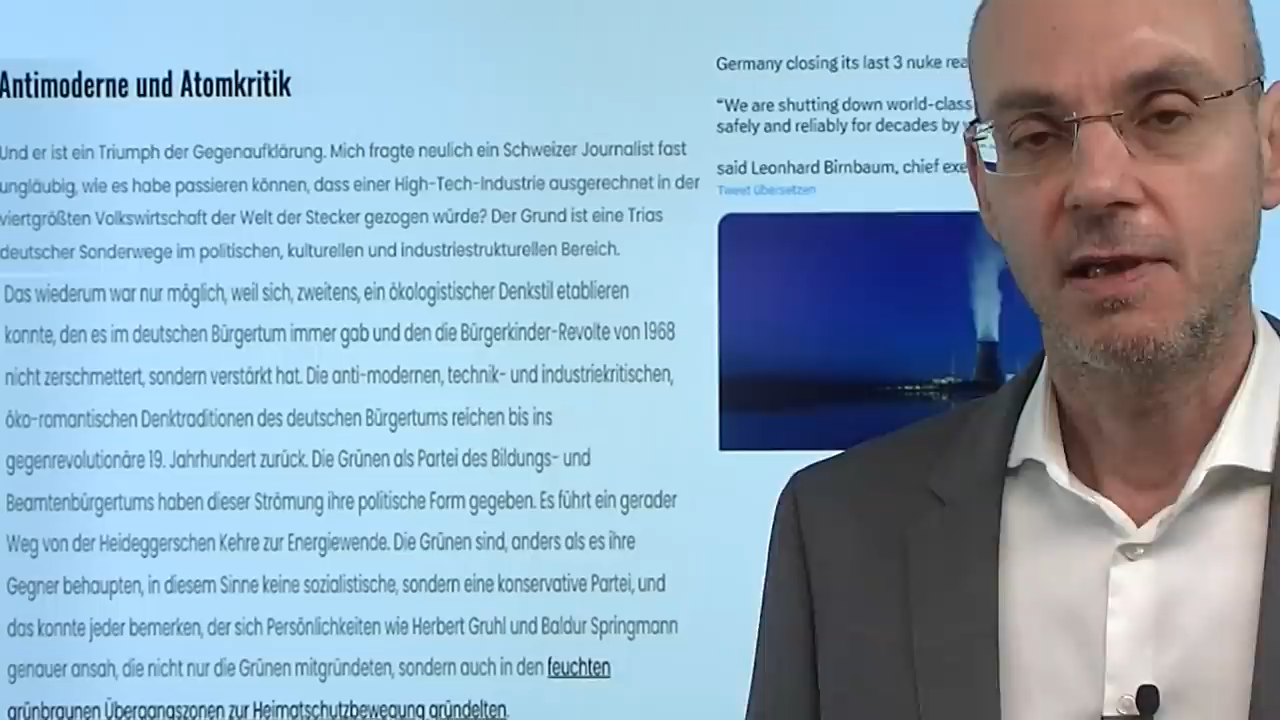 Antimoderne und Atomkritik
Und er ist ein Triumph der Gegenaufklärung. Mich fragte neulich ein Schweizer Journalist fast
ungläubig, wie es habe passieren können, dass einer High-Tech-Industrie ausgerechnet in der
viertgrößten Volkswirtschaft der Welt der Stecker gezogen würde? Der Grund ist eine Trias
deutscher Sonderwege im politischen, kulturellen und industriestrukturellen Bereich.
Das wiederum war nur möglich, weil sich, zweitens, ein ökologistischer Denkstil etablieren
konnte, den es im deutschen Bürgertum immer gab und den die Bürgerkinder-Revolte von 1968
nicht zerschmettert, sondern verstärkt hat. Die anti-modernen, technik- und industriekritischen,
öko-romantischen Denktraditionen des deutschen Bürgertums reichen bis ins
gegenrevolutionäre 19. Jahrhundert zurück. Die Grünen als Partei des Bildungs- und
Beamtenbürgertums haben dieser Strömung ihre politische Form gegeben. Es führt ein gerader
Weg von der Heideggerschen Kehre zur Energiewende. Die Grünen sind, anders als es ihre
Gegner behaupten, in diesem Sinne keine sozialistische, sondern eine konservative Partei, und
das konnte jeder bemerken, der sich Persönlichkeiten wie Herbert Gruhl und Baldur Springmann
genauer ansah, die nicht nur die Grünen mitgründeten, sondern auch in den feuchten
grünbraunen Übergangszonen zur Heimatschutzbewegung gründelten.
Germany closing its last 3 nuke
"We are shutting down world-class
safely and reliably for decades by
said Leonhard Birnbaum, chief
Tweet übersetzen